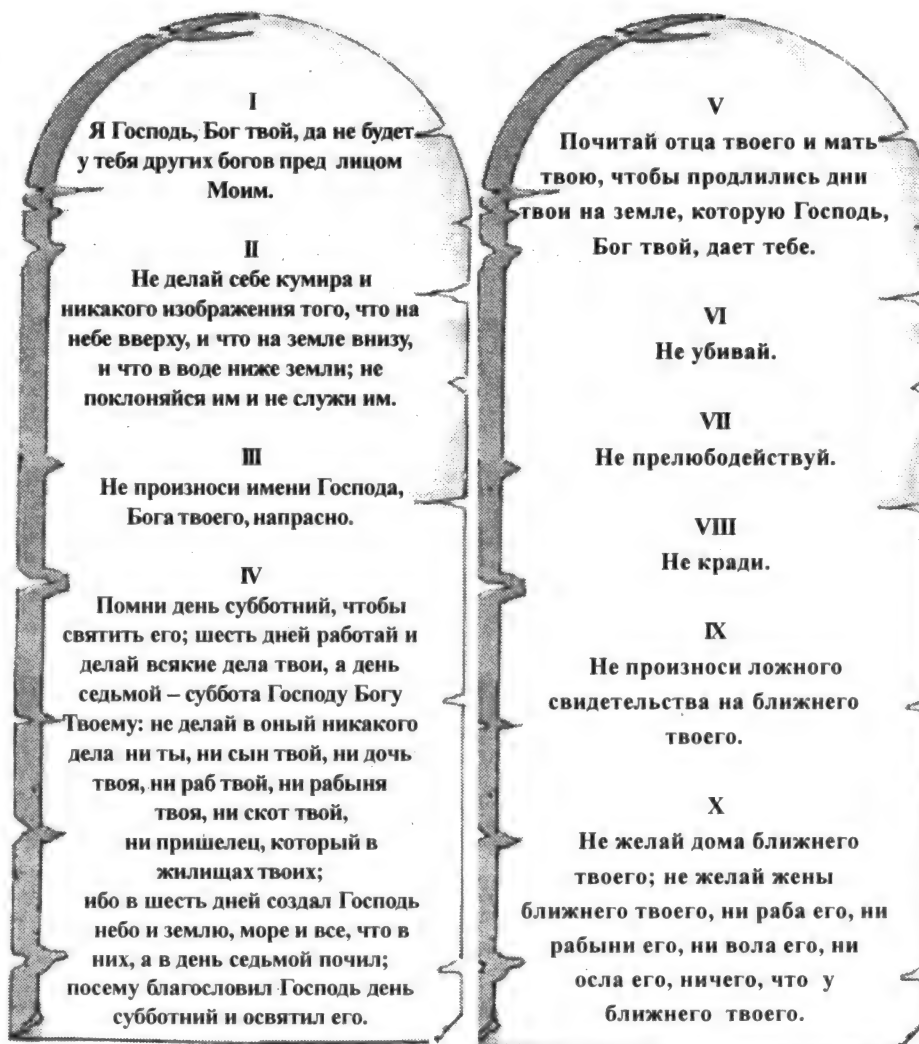 I
Я Господь, Бог твой, да не будет
у тебя других богов пред лицом
Моим.
II
Не делай себе кумира и
никакого изображения того, что на
небе вверху, и что на земле внизу,
и что в воде ниже земли; не
поклоняйся им и не служи им.
III
Не произноси имени Господа,
Бога твоего, напрасно.
IV
Помни день субботний, чтобы
святить его; шесть дней работай и
делай всякие дела твои, а день
седьмой – суббота Господу Богу
Твоему: не делай в оный никакого
дела ни ты, ни сын твой, ни дочь
твоя, ни раб твой, ни рабыня
твоя, ни скот твой,
ни пришелец, который в
жилищах твоих;
ибо в шесть дней создал Господь
небо и землю, море и все, что в
них, а в день седьмой почил;
посему благословил Господь день
субботний и освятил его.
V
Почитай отца твоего и мать
твою, чтобы продлились дни
твои на земле, которую Господь,
Бог твой, дает тебе.
VI
Не убивай.
VII
Не прелюбодействуй.
VIII
Не кради.
IX
Не произноси ложного
свидетельства на ближнего
твоего.
X
Не желай дома ближнего
твоего; не желай жены
ближнего твоего, ни раба его, ни
рабыни его, ни вола его, ни
осла его, ничего, что у
ближнего твоего.